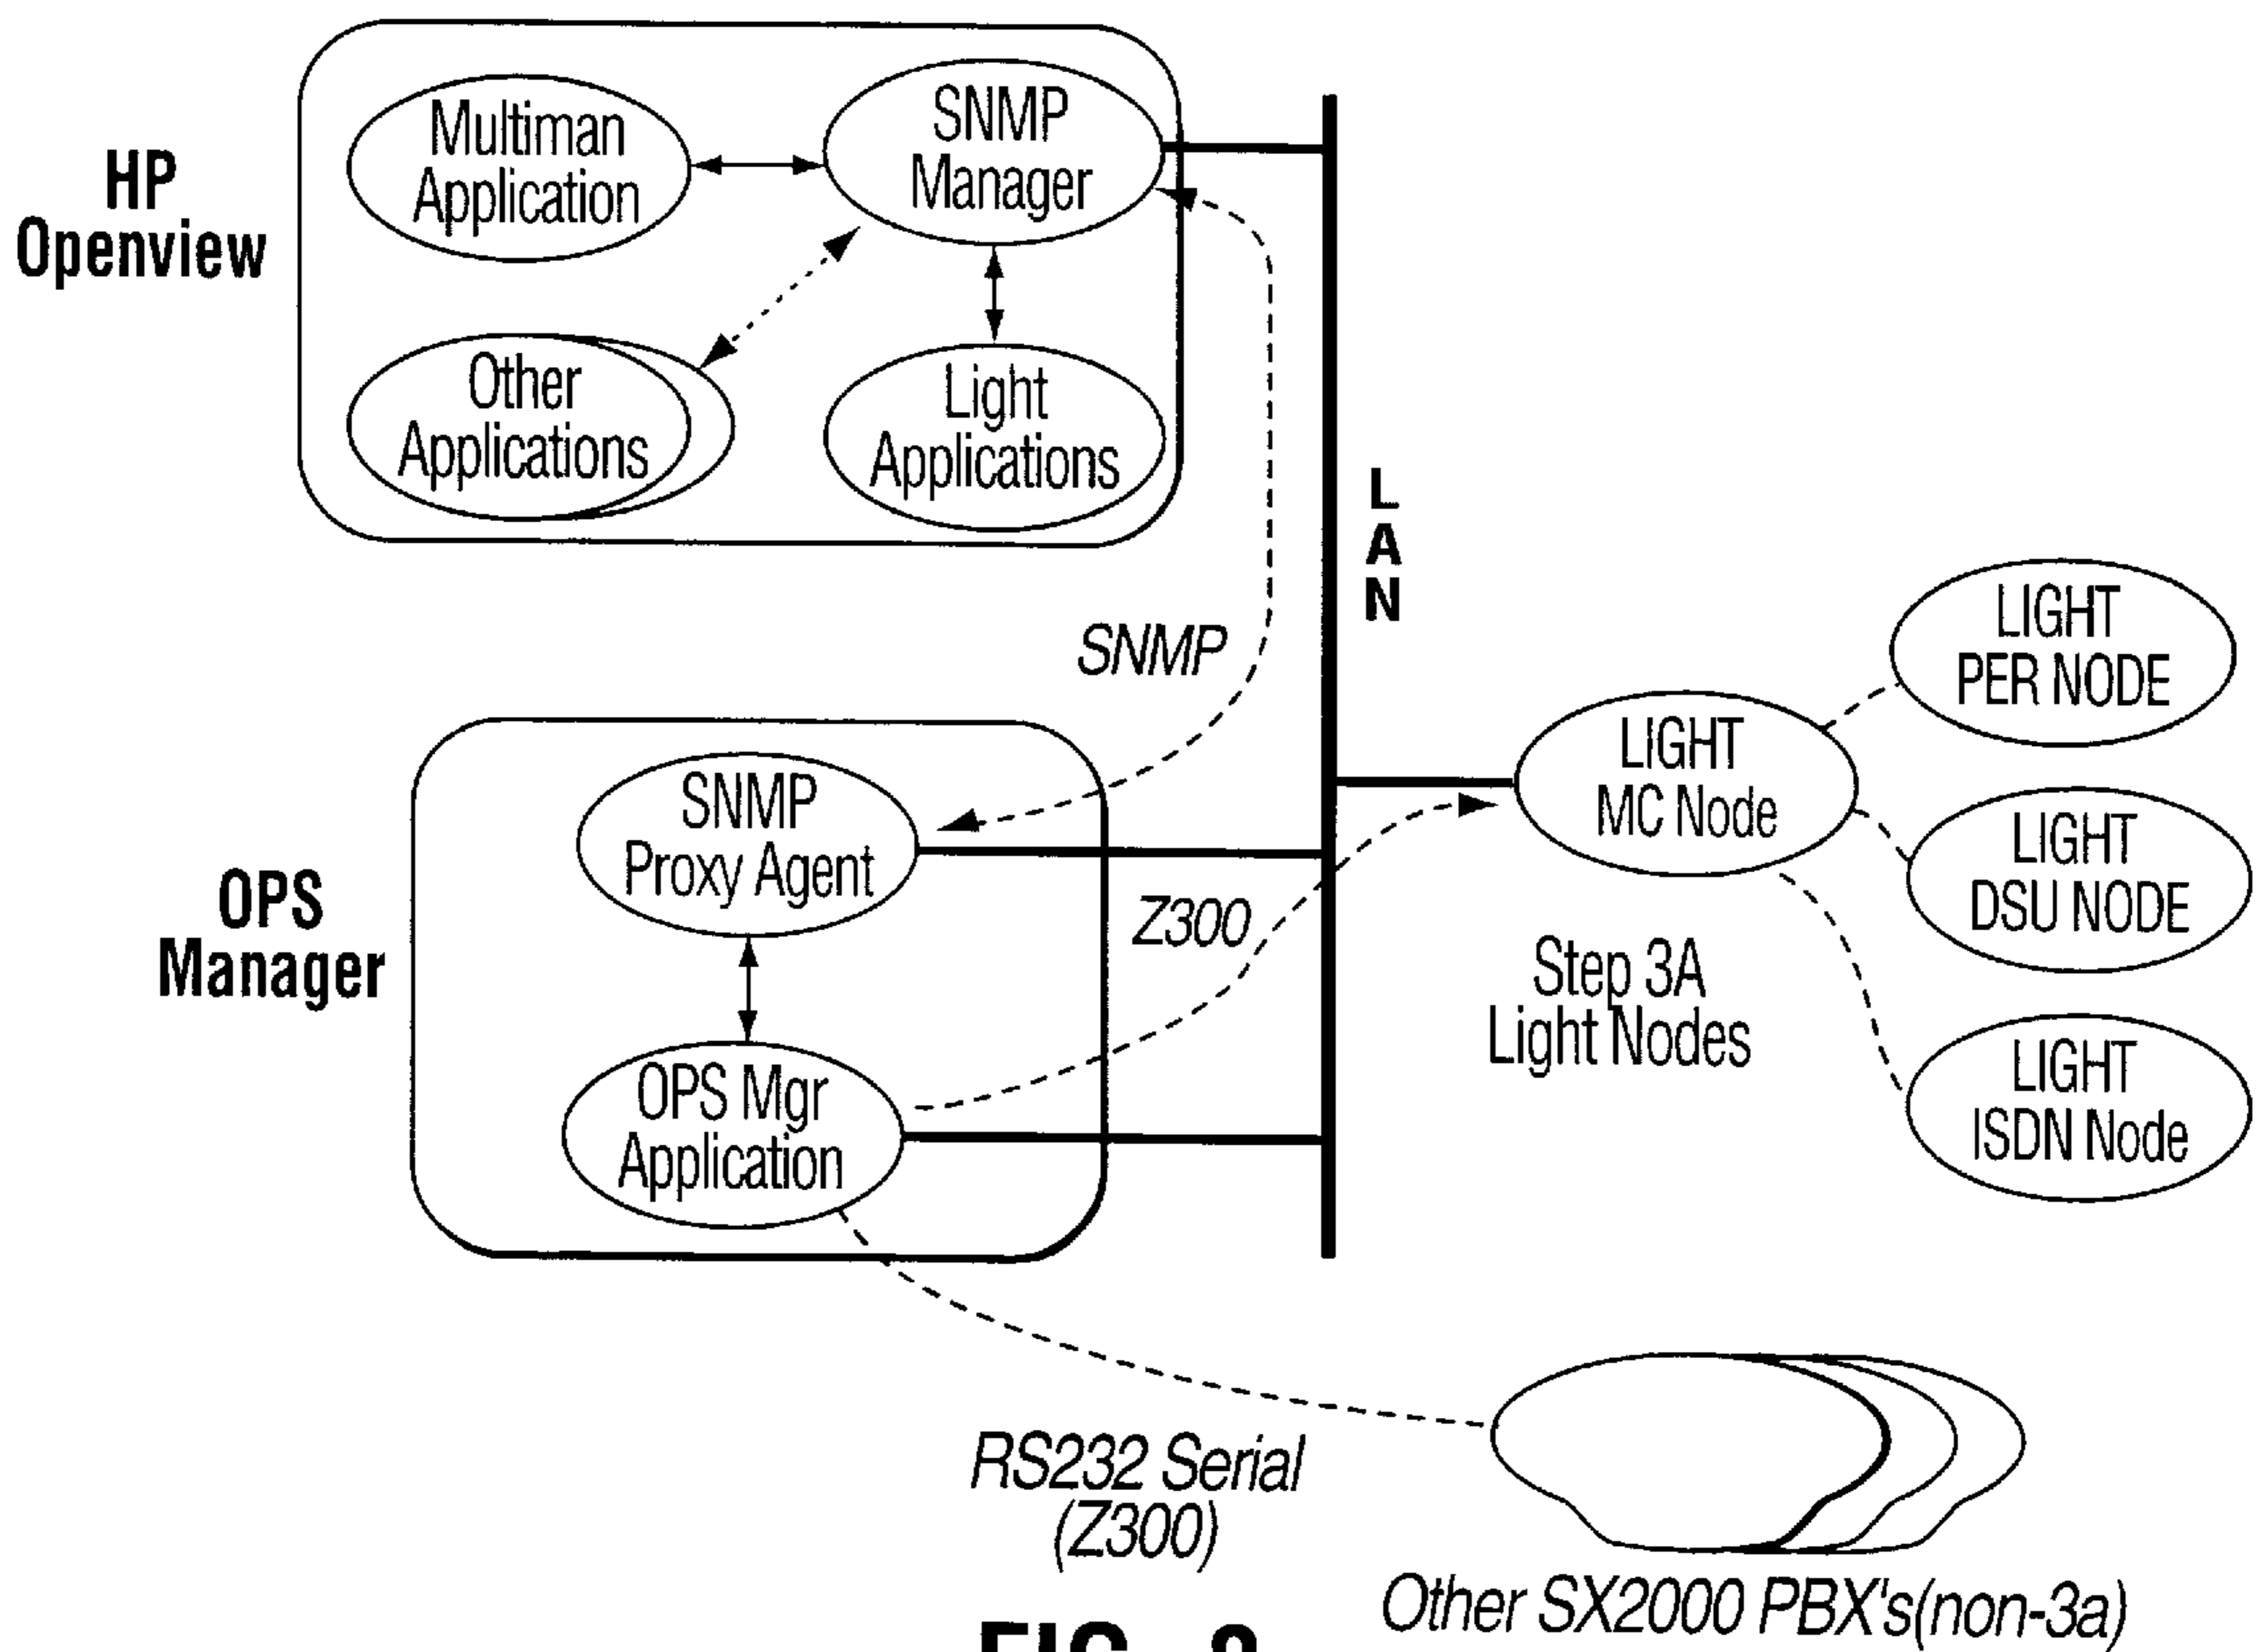 HP
Openview
Multiman
Application
SNMP
Manager
Other
Applications
Light
Applications
L
A
N
SNMP
OPS
Manager
SNMP
Proxy Agent
OPS Mgr
Application
Z300
LIGHT
MC Node
LIGHT
PER NODE
LIGHT
DSU NODE
LIGHT
ISDN Node
Step 3A
Light Nodes
RS232 Serial
(Z300)
Other SX2000 PBX's(non-3a)